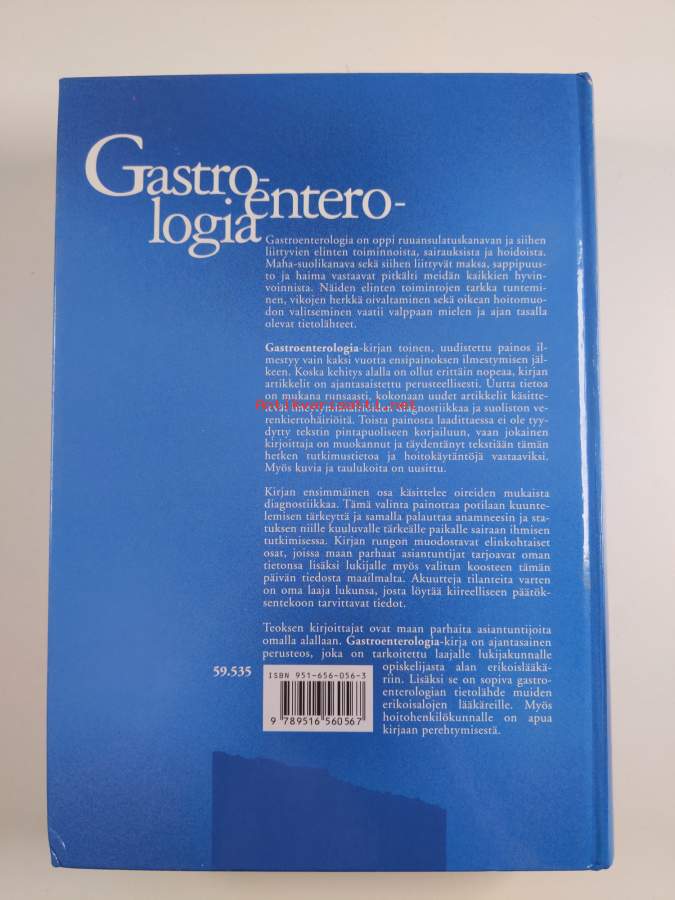 Gastro-
entero-
logia
Gastroenterologia on oppi ruuansulatuskanavan ja siihen
liittyvien elinten toiminnoista, sairauksista ja hoidoista.
Maha-suolikanava sekä siihen liittyvät maksa, sappipuus-
to ja haima vastaavat pitkälti meidän kaikkien hyvin-
voinnista. Näiden elinten toimintojen tarkka tuntemi-
nen, vikojen herkkä oivaltaminen sekä oikean hoitomuo-
don valitseminen vaatii valppaan mielen ja ajan tasalla
olevat tietolähteet.
Gastroenterologia-kirjan toinen, uudistettu painos il-
mestyy vain kaksi vuotta ensipainoksen ilmestymisen jäl-
keen. Koska kehitys alalla on ollut erittäin nopeaa, kirjan
artikkelit on ajantasaistettu perusteellisesti. Uutta tietoa
on mukana runsaasti, kokonaan uudet artikkelit käsitte-
levät imeytymishäiriöiden diagnostiikkaa ja suoliston ve-
renkiertohäiriöitä. Toista painosta laadittaessa ei ole tyy-
dytty tekstin pintapuoliseen korjailuun, vaan jokainen
kirjoittaja on muokannut ja täydentänyt tekstiään tämän
hetken tutkimustietoa ja hoitokäytäntöjä vastaaviksi.
Myös kuvia ja taulukoita on uusittu.
Kirjan ensimmäinen osa käsittelee oireiden mukaista
diagnostiikkaa. Tämä valinta painottaa potilaan kuunte-
lemisen tärkeyttä ja samalla palauttaa anamneesin ja sta-
tuksen niille kuuluvalle tärkeälle paikalle sairaan ihmisen
tutkimisessa. Kirjan rungon muodostavat elinkohtaiset
osat, joissa maan parhaat asiantuntijat tarjoavat oman
tietonsa lisäksi lukijalle myös valitun koosteen tämän
päivän tiedosta maailmalta. Akuutteja tilanteita varten
on oma laaja lukunsa, josta löytää kiireelliseen päätök-
sentekoon tarvittavat tiedot.
Teoksen kirjoittajat ovat maan parhaita asiantuntijoita
omalla alallaan. Gastroenterologia-kirja on ajantasainen
perusteos, joka on tarkoitettu laajalle lukijakunnalle
opiskelijasta alan erikoislääkä-
riin. Lisäksi se on sopiva gastro-
enterologian tietolähde muiden
erikoisalojen lääkäreille. Myös
hoitohenkilökunnalle on apua
kirjaan perehtymisestä.
59.535
ISBN 951-656-056-3
9 789516 560567
antikvariaatti.net